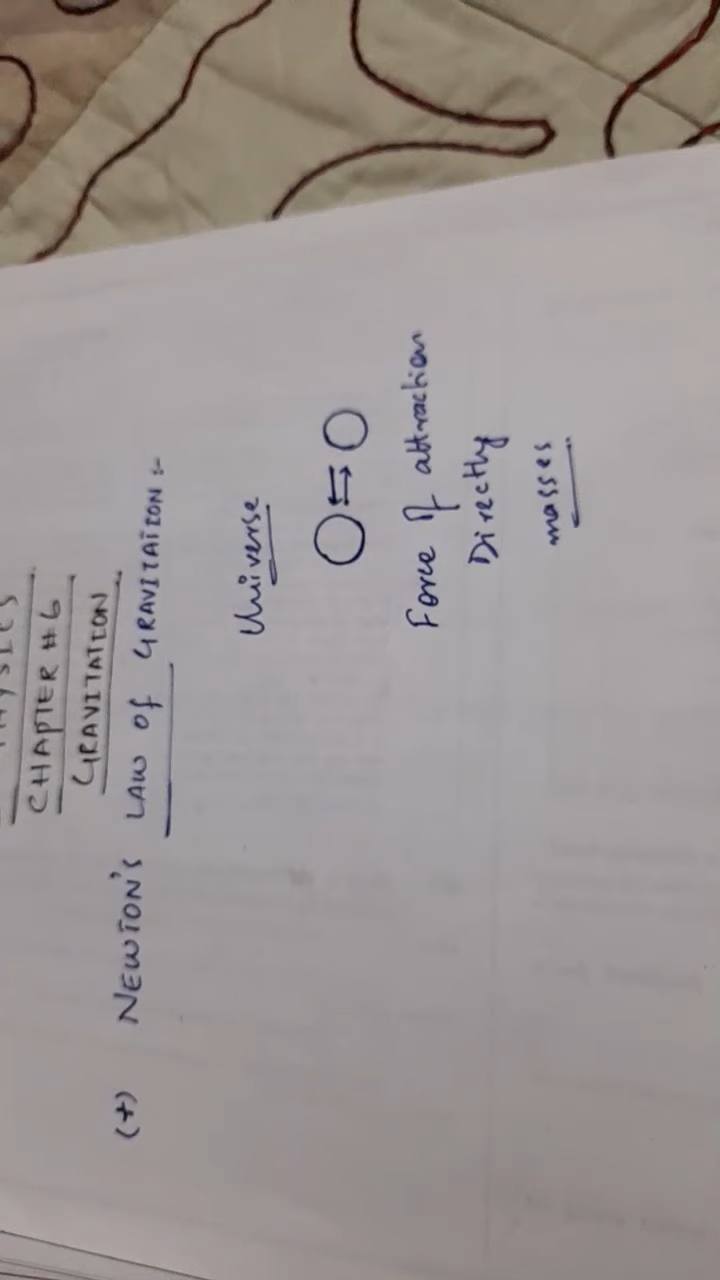 CHAPTER # 6
GRAVITATION
(+) NEWTON'S LAW OF GRAVITATION :-
Universe
Force of attraction
Directly
masses